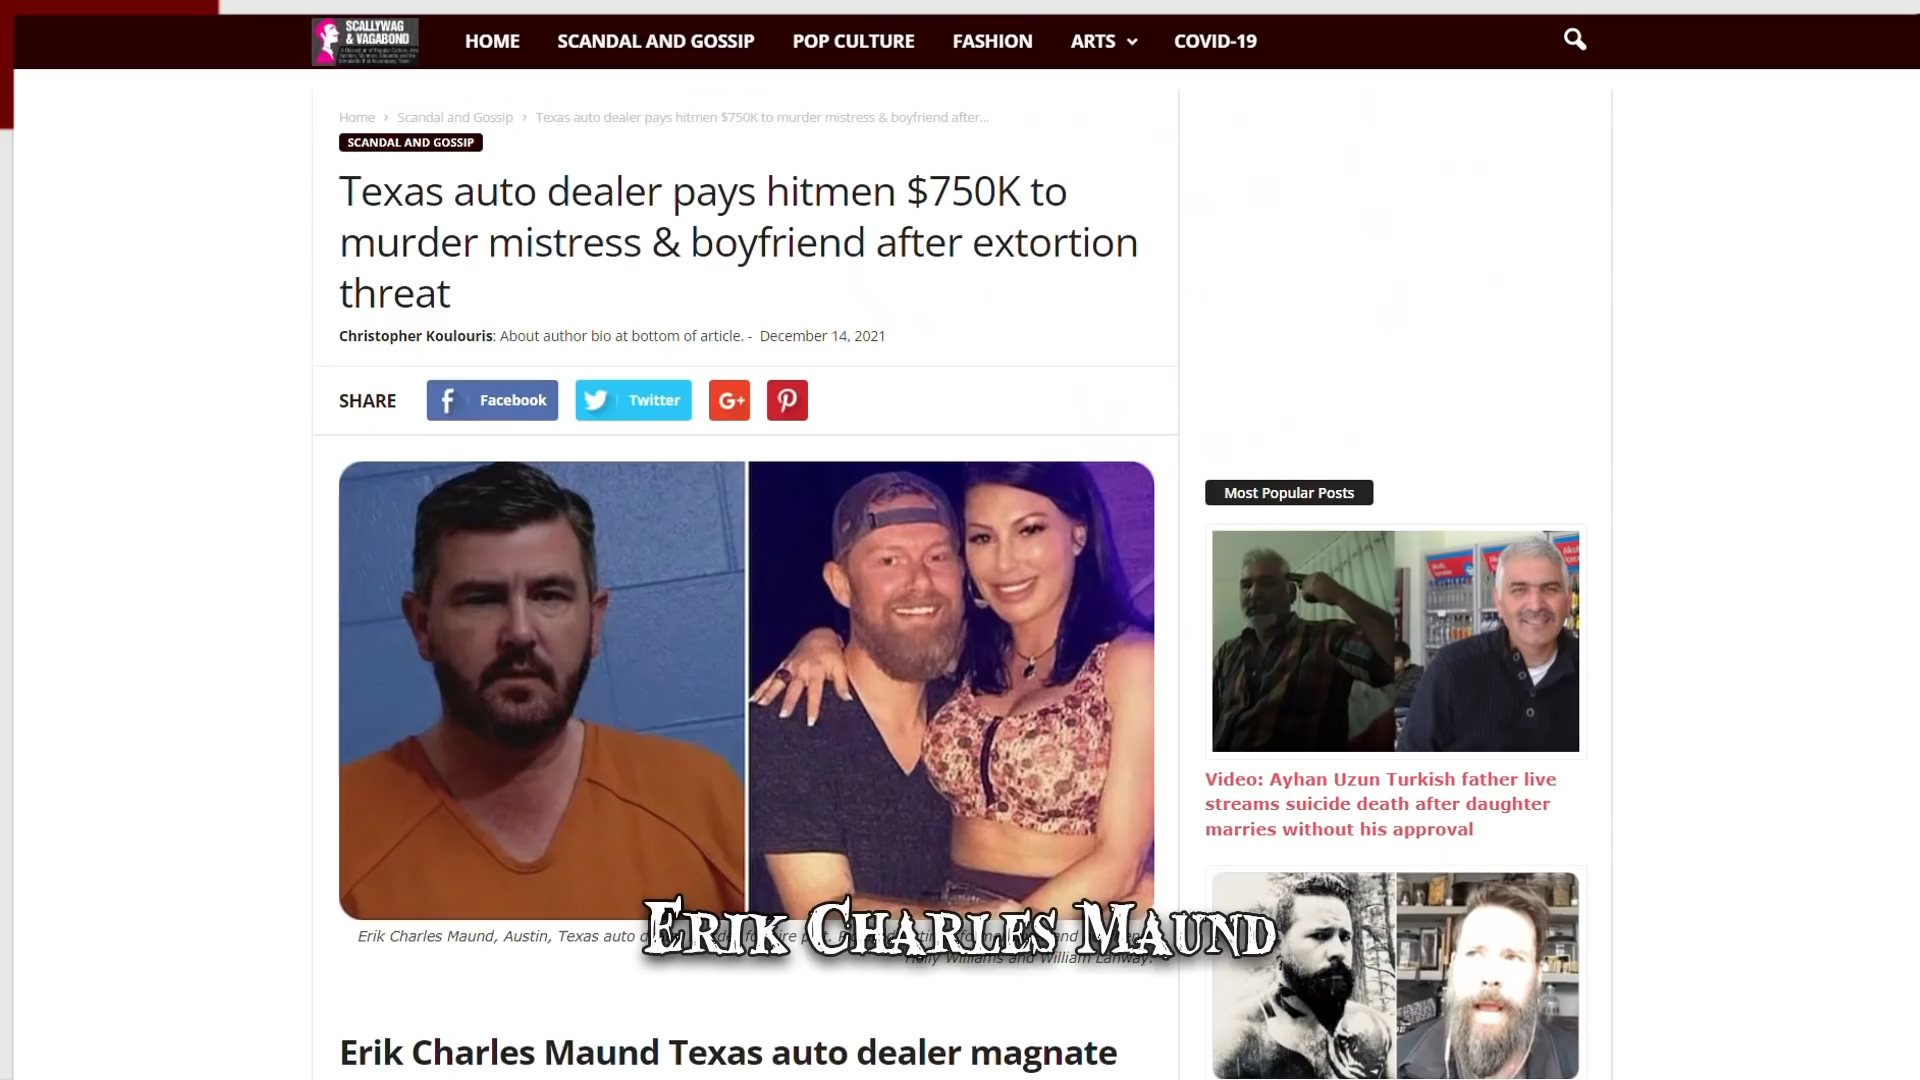 SCALLYWAG
& VAGABOND
HOME
SCANDAL AND GOSSIP
POP CULTURE
FASHION
ARTS
COVID-19
Home › Scandal and Gossip › Texas auto dealer pays hitmen $750K to murder mistress & boyfriend after...
SCANDAL AND GOSSIP
Texas auto dealer pays hitmen $750K to
murder mistress & boyfriend after extortion
threat
Christopher Koulouris: About author bio at bottom of article. - December 14, 2021
SHARE
Facebook
Twitter
G+
Most Popular Posts
Video: Ayhan Uzun Turkish father live
streams suicide death after daughter
marries without his approval
Erik Charles Maund, Austin, Texas auto
Holly Williams and William Lanway.
Erik Charles Maund
Erik Charles Maund Texas auto dealer magnate